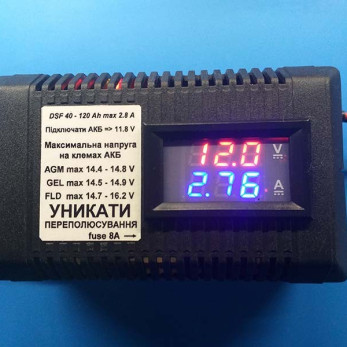 DSF 40 - 120 Ah max 2.8 A
Підключати АКБ => 11.8 V
Максимальна напруга
на клемах АКБ
AGM max 14.4 - 14.8 V
GEL max 14.5 - 14.9 V
FLD max 14.7 - 16.2 V
УНИКАТИ
ПЕРЕПОЛЮСУВАННЯ
fuse 8A →
12.0 V
2.76 A